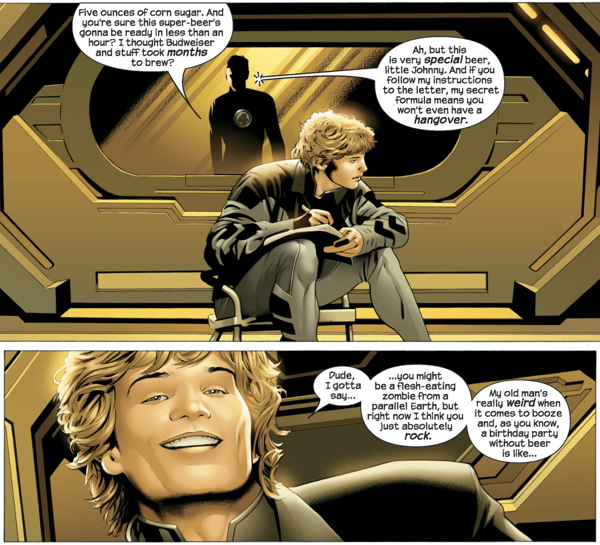 Five ounces of corn sugar. And
you're sure this super-beer's
gonna be ready in less than an
hour? I thought Budweiser
and stuff took months
to brew?
Ah, but this
is very special beer,
little Johnny. And if you
follow my instructions
to the letter, my secret
formula means you
won't even have a
hangover.
Dude,
I gotta
say...
...you might
be a flesh-eating
zombie from a
parallel Earth, but
right now I think you
just absolutely
rock.
My old man's
really weird when
it comes to booze
and, as you know,
a birthday party
without beer
is like...